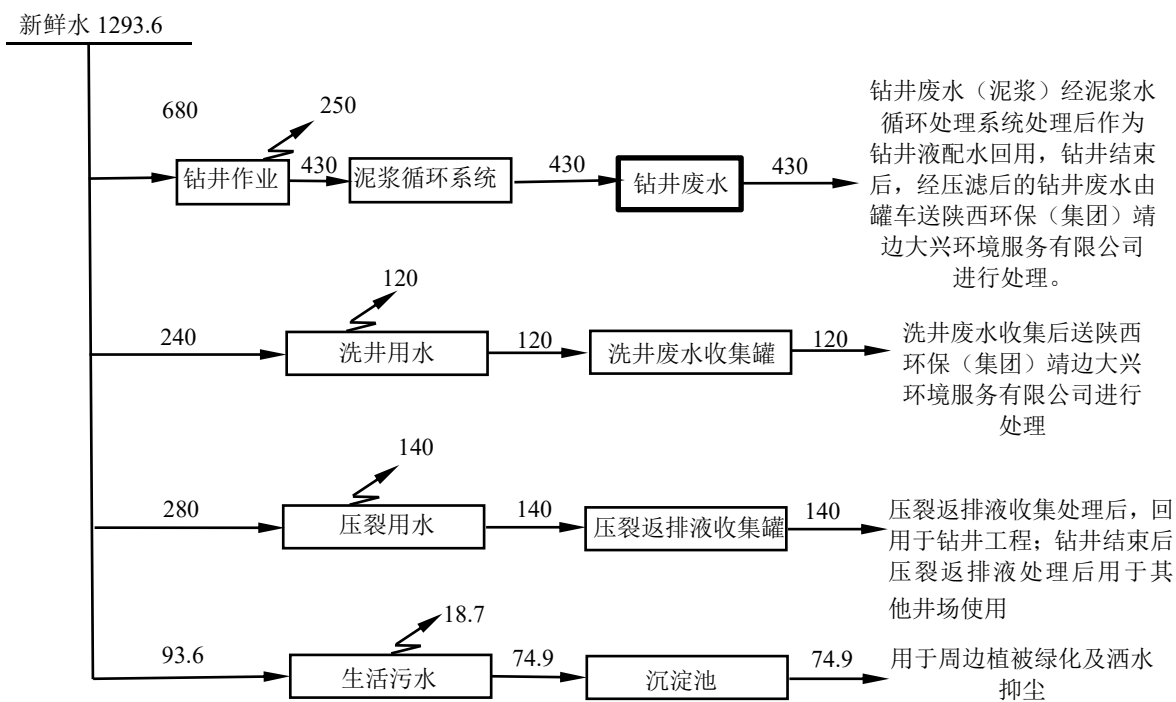 新鲜水 1293.6
680
250
钻井作业
430
泥浆循环系统
430
钻井废水
430
钻井废水（泥浆）经泥浆水
循环处理系统处理后作为
钻井液配水回用，钻井结束
后，经压滤后的钻井废水由
罐车送陕西环保（集团）靖
边大兴环境服务有限公司
进行处理。
240
120
洗井用水
120
洗井废水收集罐
120
洗井废水收集后送陕西
环保（集团）靖边大兴
环境服务有限公司进行
处理
280
140
压裂用水
140
压裂返排液收集罐
140
压裂返排液收集处理后，回
用于钻井工程；钻井结束后
压裂返排液处理后用于其
他井场使用
93.6
18.7
生活污水
74.9
沉淀池
74.9
用于周边植被绿化及洒水
抑尘